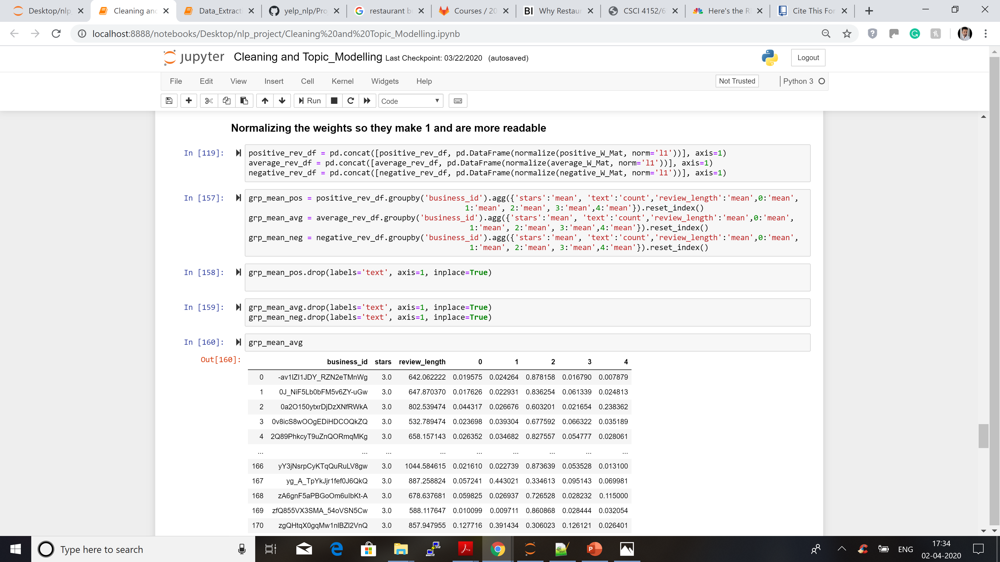 Desktop/nlp_
Cleaning and
Data_Extracti
yelp_nlp/Pro
restaurant b
Courses / 20
BI Why Restaur
CSCI 4152/6
Here's the R
Cite This For
localhost:8888/notebooks/Desktop/nlp_project/Cleaning%20and%20Topic_Modelling.ipynb
jupyter Cleaning and Topic_Modelling Last Checkpoint: 03/22/2020 (autosaved)
Logout
File Edit View Insert Cell Kernel Widgets Help
Not Trusted Python 3
Run Code
Normalizing the weights so they make 1 and are more readable
In [119]: positive_rev_df = pd.concat([positive_rev_df, pd.DataFrame(normalize(positive_W_Mat, norm='l1'))], axis=1)
average_rev_df = pd.concat([average_rev_df, pd.DataFrame(normalize(average_W_Mat, norm='l1'))], axis=1)
negative_rev_df = pd.concat([negative_rev_df, pd.DataFrame(normalize(negative_W_Mat, norm='l1'))], axis=1)
In [157]: grp_mean_pos = positive_rev_df.groupby('business_id').agg({'stars':'mean', 'text':'count','review_length':'mean',0:'mean',
1:'mean', 2:'mean', 3:'mean',4:'mean'}).reset_index()
grp_mean_avg = average_rev_df.groupby('business_id').agg({'stars':'mean', 'text':'count','review_length':'mean',0:'mean',
1:'mean', 2:'mean', 3:'mean',4:'mean'}).reset_index()
grp_mean_neg = negative_rev_df.groupby('business_id').agg({'stars':'mean', 'text':'count','review_length':'mean',0:'mean',
1:'mean', 2:'mean', 3:'mean',4:'mean'}).reset_index()
In [158]: grp_mean_pos.drop(labels='text', axis=1, inplace=True)
In [159]: grp_mean_avg.drop(labels='text', axis=1, inplace=True)
grp_mean_neg.drop(labels='text', axis=1, inplace=True)
In [160]: grp_mean_avg
Out[160]:
business_id stars review_length 0 1 2 3 4
0 -av1lZI1JDY_RZN2eTMnWg 3.0 642.062222 0.019575 0.024264 0.878158 0.016790 0.007879
1 0J_NiF5Lb0bFM5v6ZY-uGw 3.0 647.870370 0.017626 0.022931 0.836254 0.061339 0.024813
2 0a2O150ytxrDjDzXNfRWkA 3.0 802.539474 0.044317 0.026676 0.603201 0.021654 0.238362
3 0v8icS8wOOgEDiHDCOQkZQ 3.0 532.789474 0.023698 0.039304 0.677592 0.066322 0.035189
4 2Q89PhkcyT9uZnQORmqMKg 3.0 658.157143 0.026352 0.034682 0.827557 0.054777 0.028061
... ... ... ... ... ... ... ... ...
166 yY3jNsrpCyKTqQuRuLV8gw 3.0 1044.584615 0.021610 0.022739 0.873639 0.053528 0.013100
167 yg_A_TpYkJjr1fef0J6QkQ 3.0 887.258824 0.057241 0.443021 0.334613 0.095143 0.069981
168 zA6gnF5aPBGoOm6uIbKt-A 3.0 678.637681 0.059825 0.026937 0.726528 0.028232 0.115000
169 zfQ855VX3SMA_54oVSN5Cw 3.0 588.117647 0.010099 0.009711 0.860868 0.028444 0.032054
170 zgQHtqX0gqMw1nIBZl2VnQ 3.0 857.947955 0.127716 0.391434 0.306023 0.126121 0.026401
Type here to search
ENG
17:34
02-04-2020